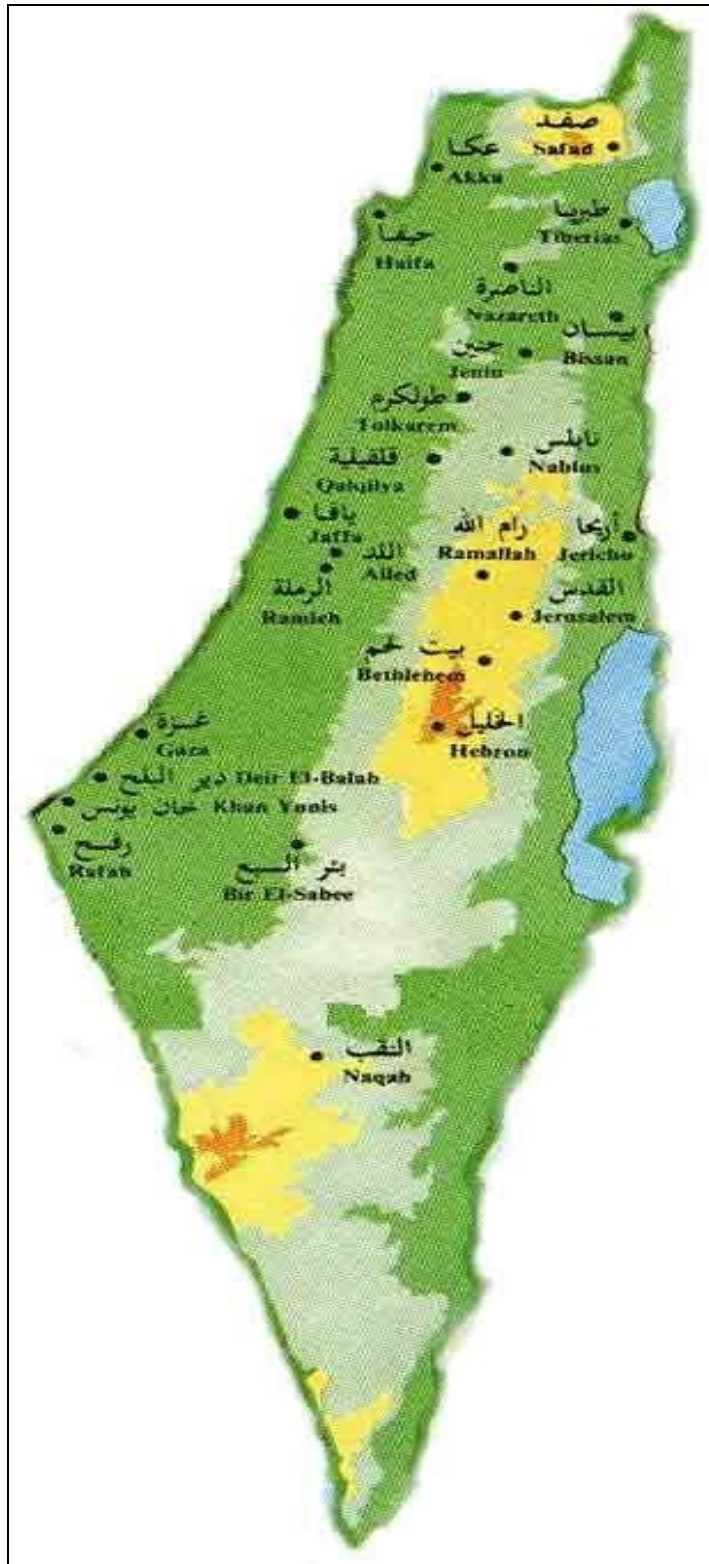 صفد
Safad
عكا
Akka
طبريا
Tiberias
حيفا
Haifa
الناصرة
Nazareth
بيسان
Bissan
جنين
Jenin
طولكرم
Tolkarem
نابلس
Nablus
قلقيلية
Qalqilya
يافا
Jaffa
رام الله
Ramallah
أريحا
Jericho
اللد
Alled
الرملة
Ramleh
القدس
Jerusalem
بيت لحم
Bethlehem
الخليل
Hebron
غزة
Gaza
دير البلح Deir El-Balah
خان يونس Khan Yunis
رفح
Rafah
بئر السبع
Bir El-Sabee
النقب
Naqab